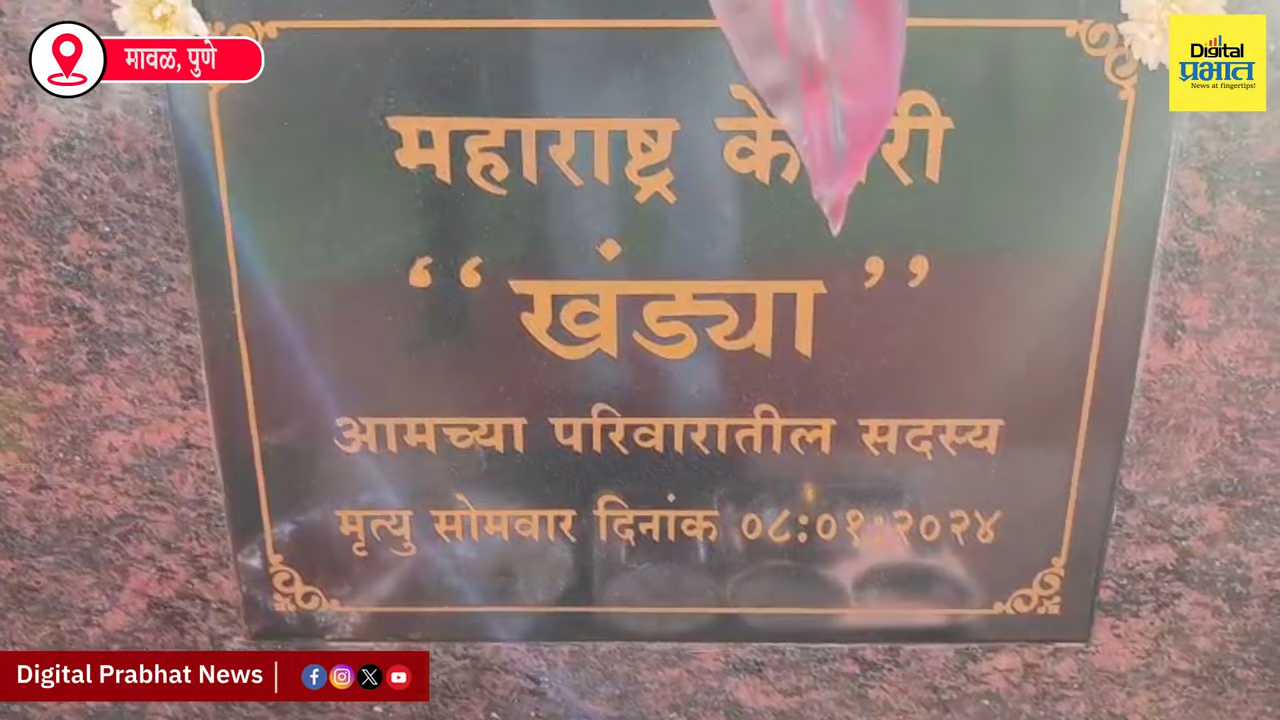 मावळ, पुणे
Digital
प्रभात
News at fingertips!
महाराष्ट्र
“खंड्या”
आमच्या परिवारातील सदस्य
मृत्यु सोमवार दिनांक ०८:०१:२०२४
Digital Prabhat News